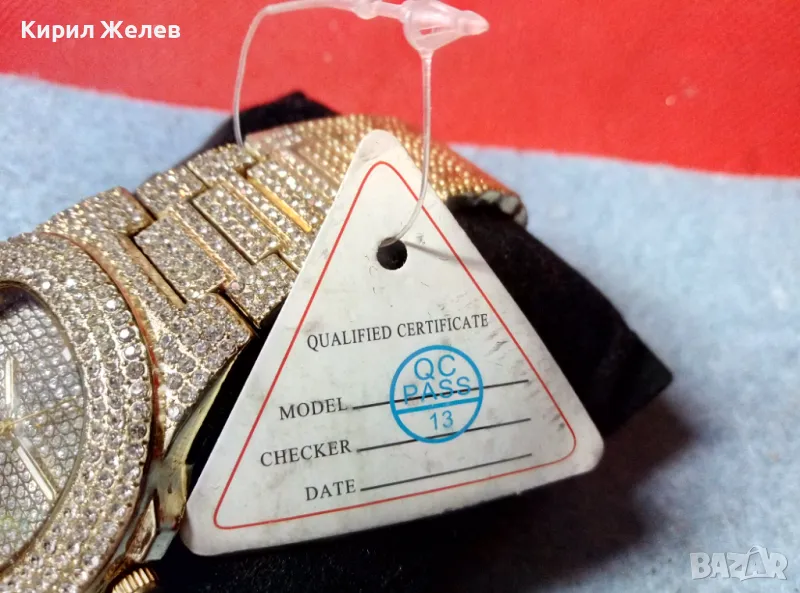 Кирил Желев
QUALIFIED CERTIFICATE
QC
PASS
13
MODEL
CHECKER
DATE
BAZAR